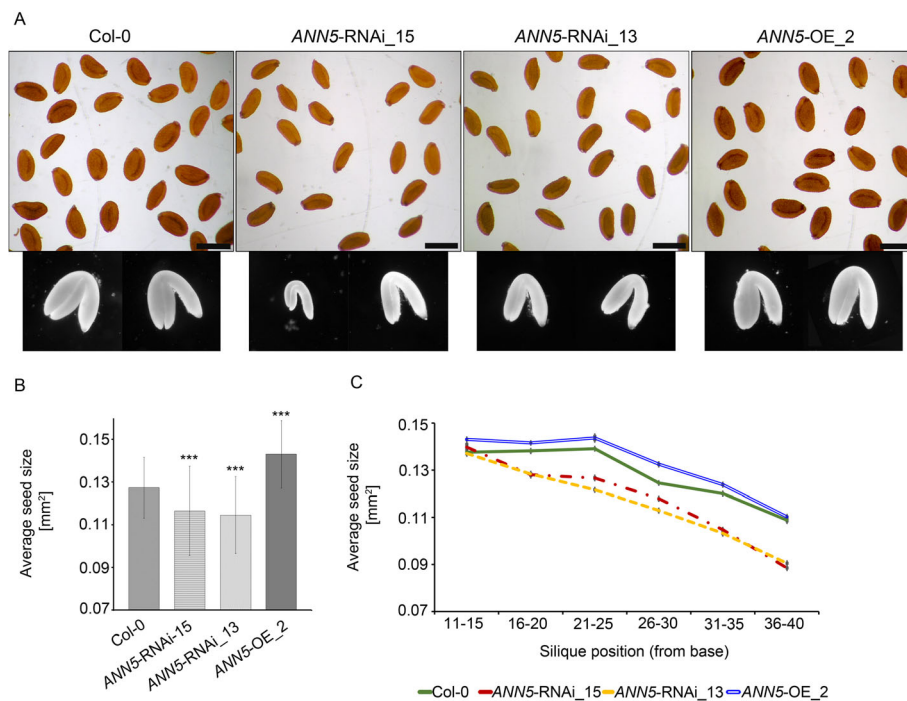 A
Col-0 ANN5-RNAi_15 ANN5-RNAi_13 ANN5-OE_2
B
Average seed size
[mm²]
0.15
0.13
0.11
0.09
0.07
***
***
***
Col-0
ANN5-RNAi-15
ANN5-RNAi_13
ANN5-OE_2
C
Average seed size
[mm²]
0.15
0.13
0.11
0.09
0.07
11-15 16-20 21-25 26-30 31-35 36-40
Silique position (from base)
Col-0 ANN5-RNAi_15 ANN5-RNAi_13 ANN5-OE_2